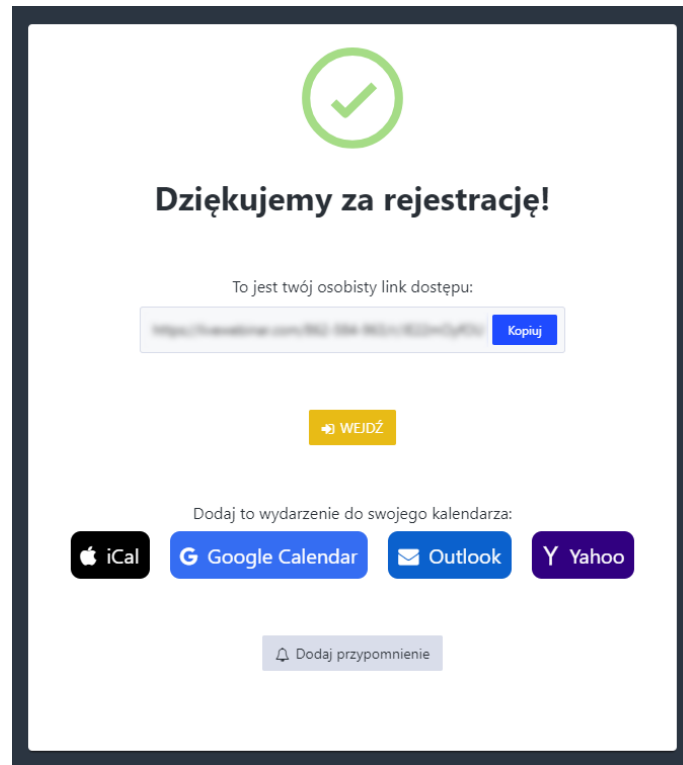 Dziękujemy za rejestrację!
To jest twój osobisty link dostępu:
Kopiuj
WEJDŹ
Dodaj to wydarzenie do swojego kalendarza:
iCal G Google Calendar Outlook Y Yahoo
Dodaj przypomnienie